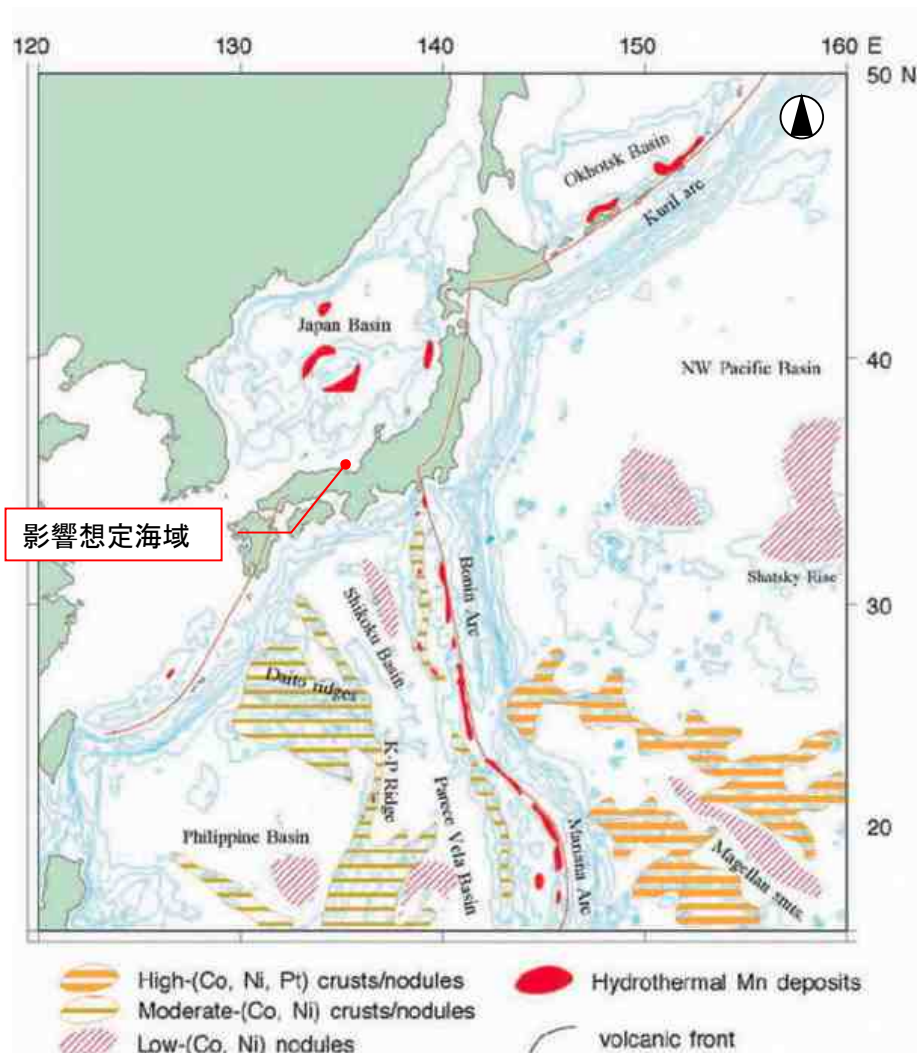 120
130
140
150
160 E
50 N
Okhotsk Basin
Kuril arc
Japan Basin
40
NW Pacific Basin
影響想定海域
Shatsky Rise
30
Bonin Arc
Shikoku Basin
Daito ridges
K-P Ridge
Parece Vela Basin
20
Philippine Basin
Mariana Arc
Magellan smts.
High-(Co, Ni, Pt) crusts/nodules
Hydrothermal Mn deposits
Moderate-(Co, Ni) crusts/nodules
Low-(Co, Ni) nodules
volcanic front